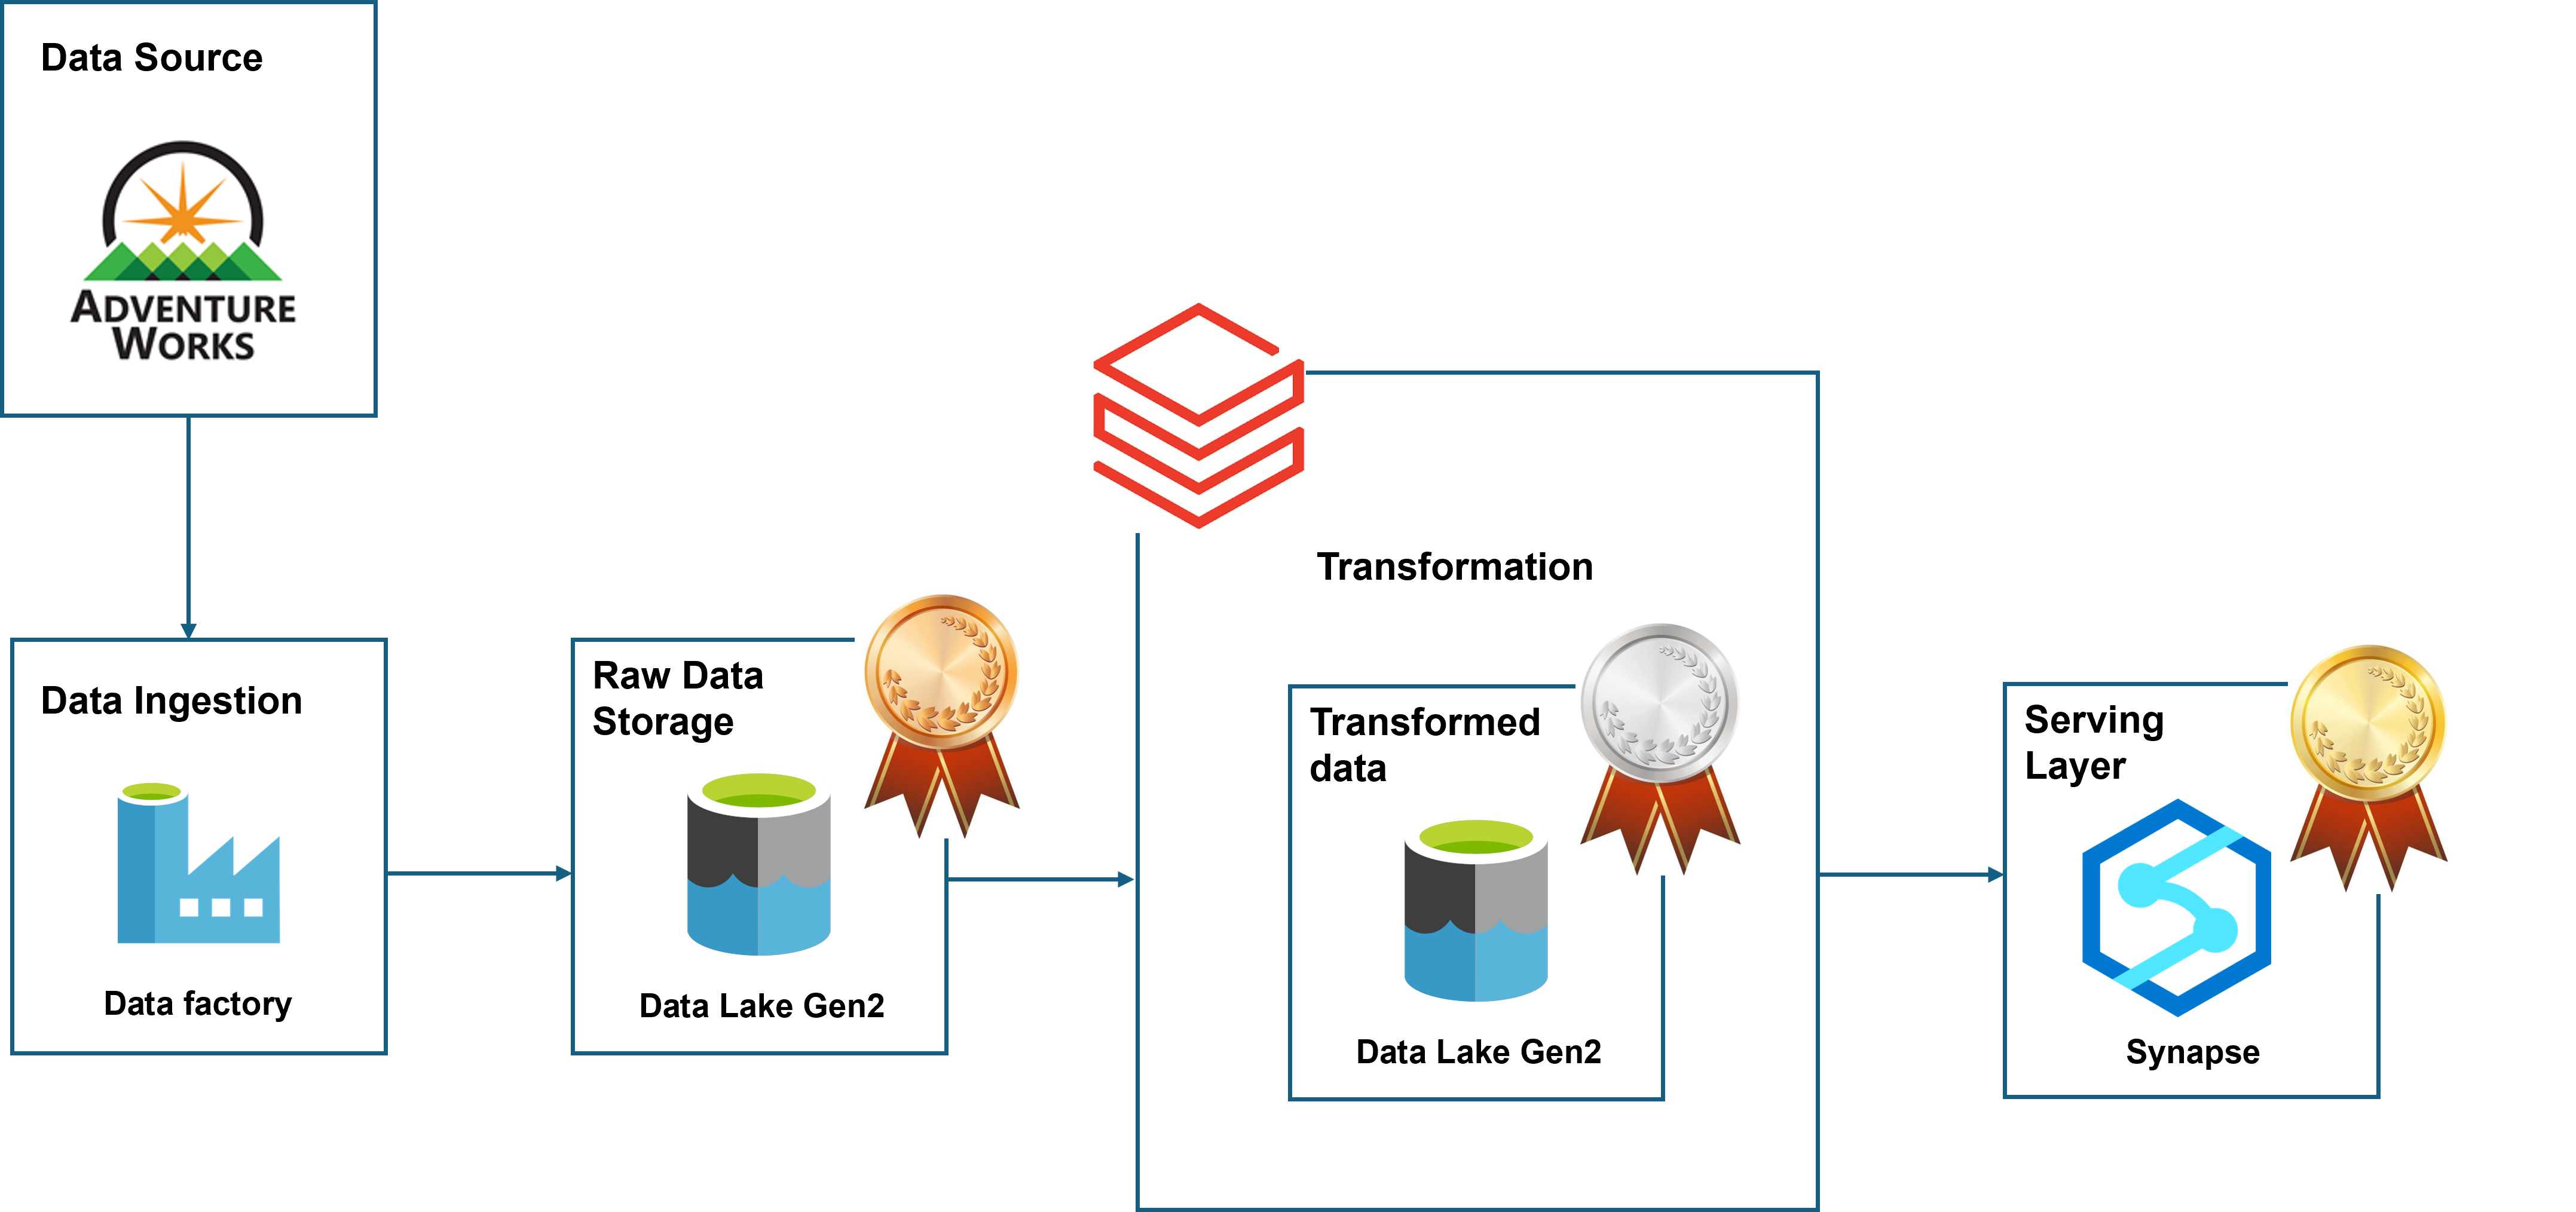 Data Source
ADVENTURE
WORKS
Data Ingestion
Data factory
Raw Data
Storage
Data Lake Gen2
Transformation
Transformed
data
Data Lake Gen2
Serving
Layer
Synapse